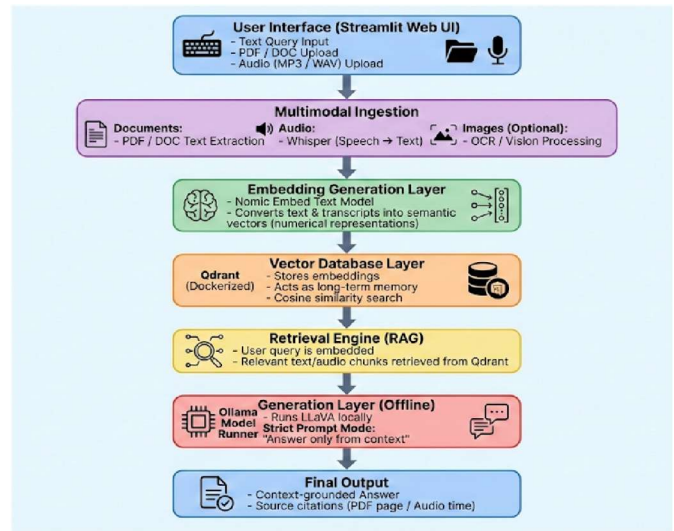 User Interface (Streamlit Web UI)
- Text Query Input
- PDF / DOC Upload
- Audio (MP3 / WAV) Upload
Multimodal Ingestion
Documents:
- PDF / DOC Text Extraction
Audio:
- Whisper (Speech → Text)
Images (Optional):
- OCR / Vision Processing
Embedding Generation Layer
- Nomic Embed Text Model
- Converts text & transcripts into semantic
vectors (numerical representations)
Vector Database Layer
Qdrant
(Dockerized)
- Stores embeddings
- Acts as long-term memory
- Cosine similarity search
Retrieval Engine (RAG)
- User query is embedded
- Relevant text/audio chunks retrieved from Qdrant
Generation Layer (Offline)
Ollama
Model
Runner
- Runs LLaVA locally
Strict Prompt Mode:
"Answer only from context"
Final Output
- Context-grounded Answer
- Source citations (PDF page / Audio time)